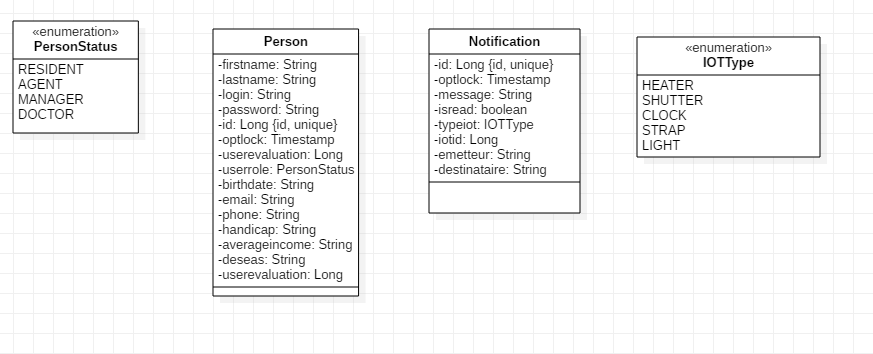 «enumeration»
PersonStatus
RESIDENT
AGENT
MANAGER
DOCTOR
Person
-firstname: String
-lastname: String
-login: String
-password: String
-id: Long {id, unique}
-optlock: Timestamp
-userevaluation: Long
-userrole: PersonStatus
-birthdate: String
-email: String
-phone: String
-handicap: String
-averageincome: String
-deseas: String
-userevaluation: Long
Notification
-id: Long {id, unique}
-optlock: Timestamp
-message: String
-isread: boolean
-typeiot: IOTType
-iotid: Long
-emetteur: String
-destinataire: String
«enumeration»
IOTType
HEATER
SHUTTER
CLOCK
STRAP
LIGHT